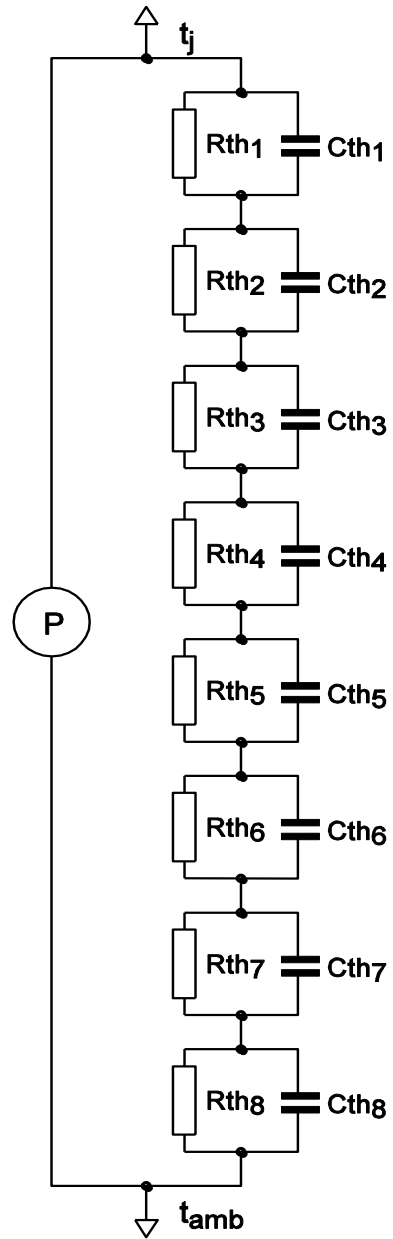 tj
Rth1 Cth1
Rth2 Cth2
Rth3 Cth3
Rth4 Cth4
P
Rth5 Cth5
Rth6 Cth6
Rth7 Cth7
Rth8 Cth8
tamb